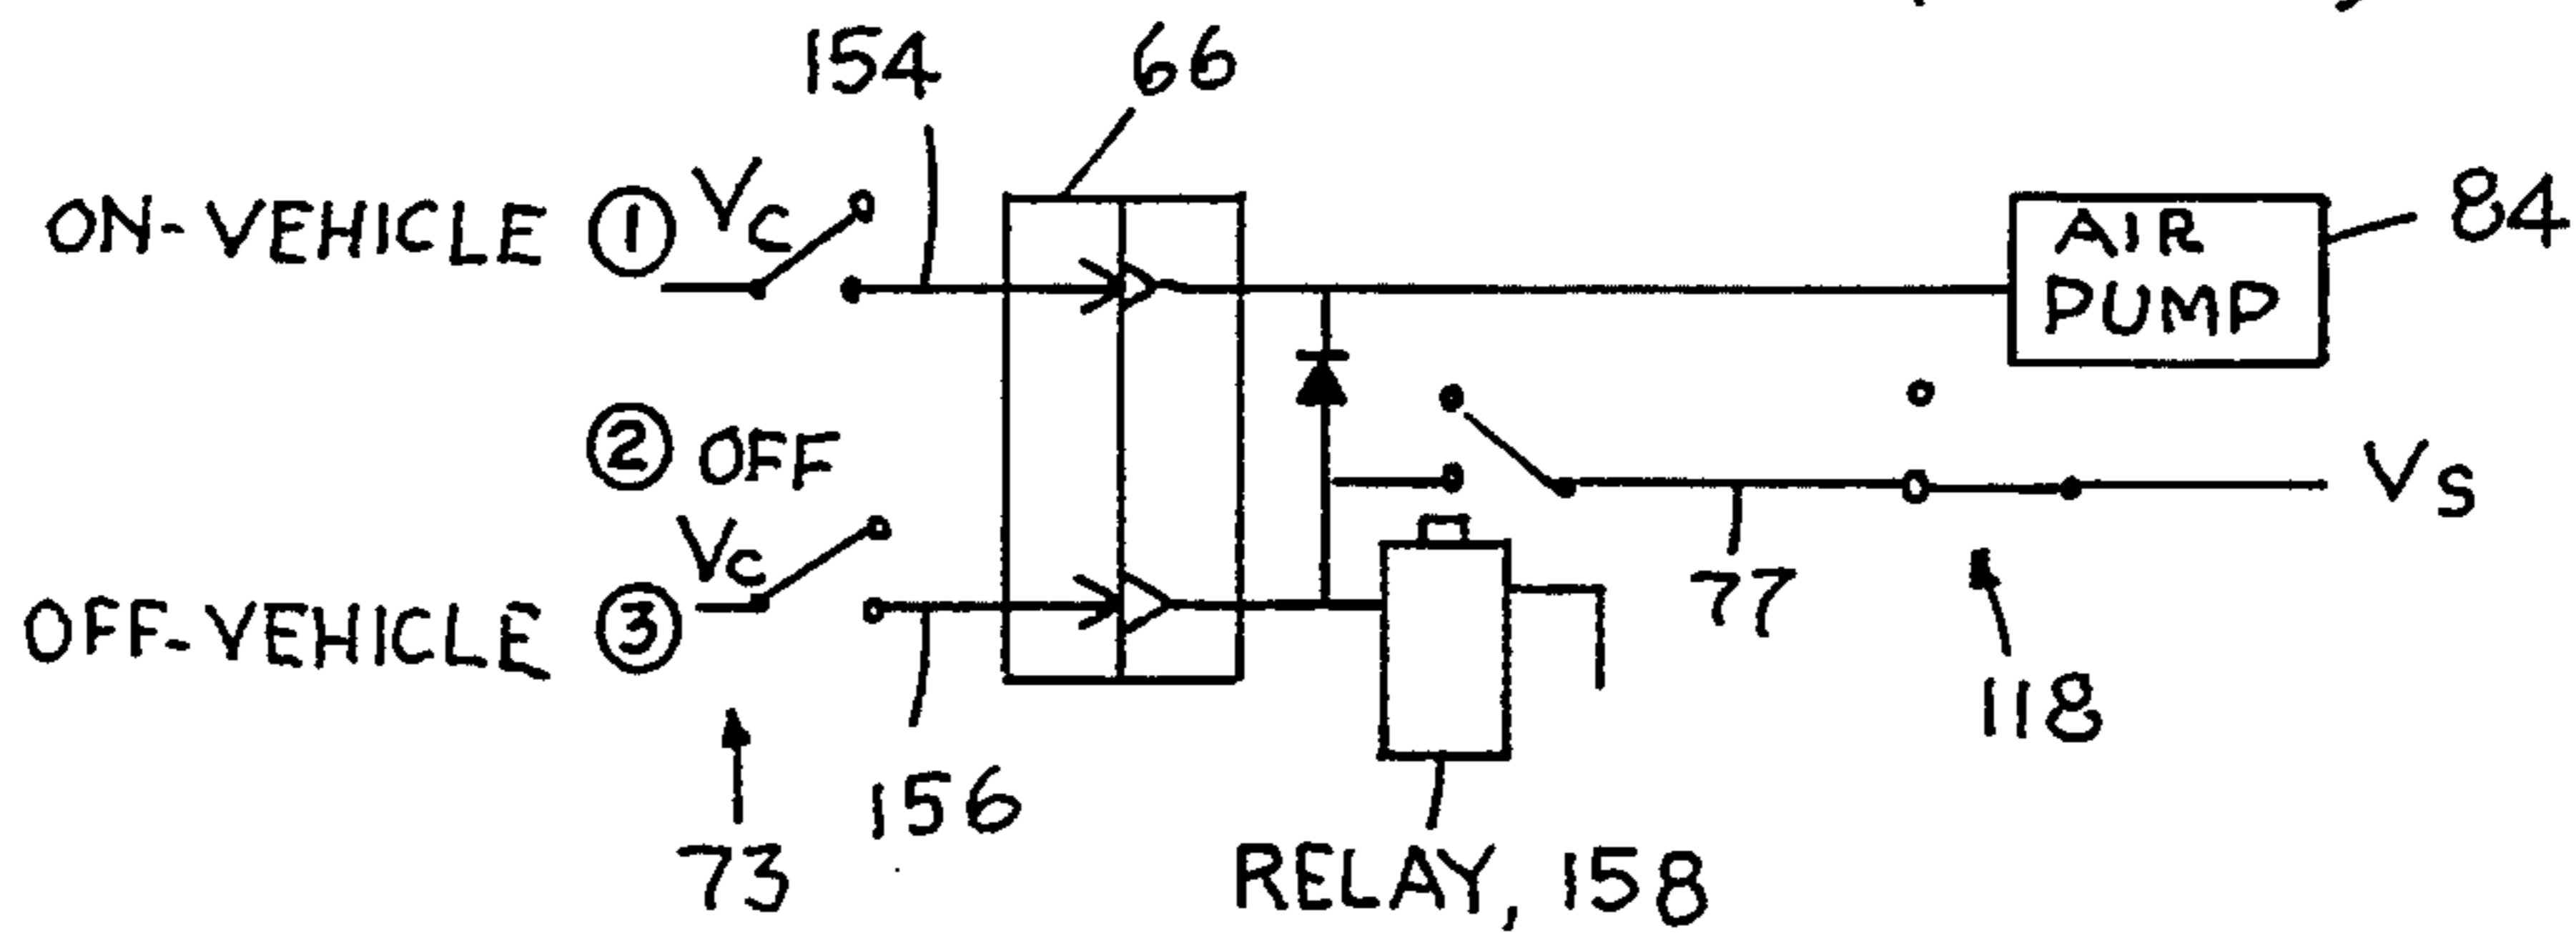 154
66
ON-VEHICLE ① VC
AIR
PUMP
84
② OFF
VS
VC
OFF-VEHICLE ③
77
118
156
73
RELAY, 158